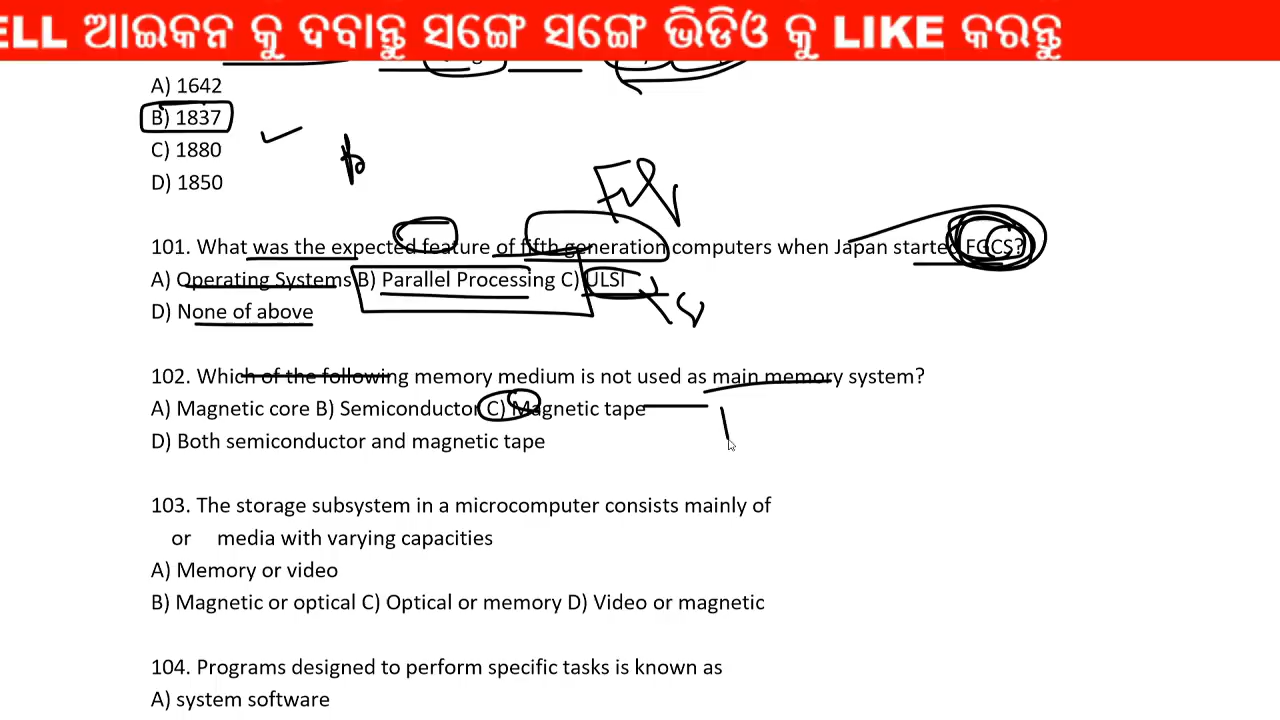 ELL ଆଇକନ କୁ ଦବାନ୍ତୁ ସଙ୍ଗେ ସଙ୍ଗେ ଭିଡିଓ କୁ LIKE କରନ୍ତୁ
A) 1642
B) 1837
C) 1880
D) 1850
101. What was the expected feature of fifth generation computers when Japan started FGCS?
A) Operating Systems B) Parallel Processing C) ULSI
D) None of above
102. Which of the following memory medium is not used as main memory system?
A) Magnetic core B) Semiconductor C) Magnetic tape
D) Both semiconductor and magnetic tape
103. The storage subsystem in a microcomputer consists mainly of
or media with varying capacities
A) Memory or video
B) Magnetic or optical C) Optical or memory D) Video or magnetic
104. Programs designed to perform specific tasks is known as
A) system software